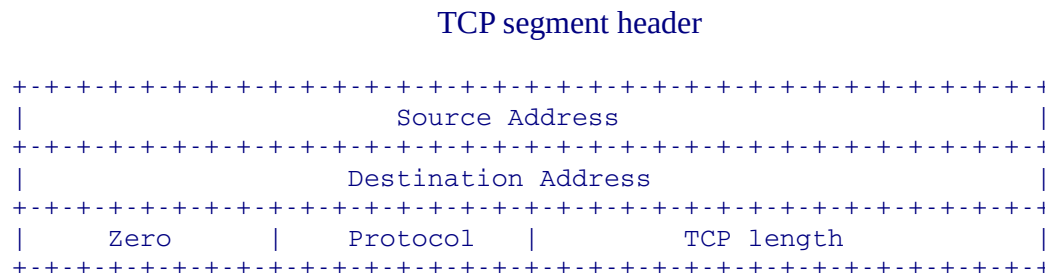 TCP segment header
+-+-+-+-+-+-+-+-+-+-+-+-+-+-+-+-+-+-+-+-+-+-+-+-+-+-+-+-+-+-+-+-+-+
| Source Address |
+-+-+-+-+-+-+-+-+-+-+-+-+-+-+-+-+-+-+-+-+-+-+-+-+-+-+-+-+-+-+-+-+-+
| Destination Address |
+-+-+-+-+-+-+-+-+-+-+-+-+-+-+-+-+-+-+-+-+-+-+-+-+-+-+-+-+-+-+-+-+-+
| Zero | Protocol | TCP length |
+-+-+-+-+-+-+-+-+-+-+-+-+-+-+-+-+-+-+-+-+-+-+-+-+-+-+-+-+-+-+-+-+-+